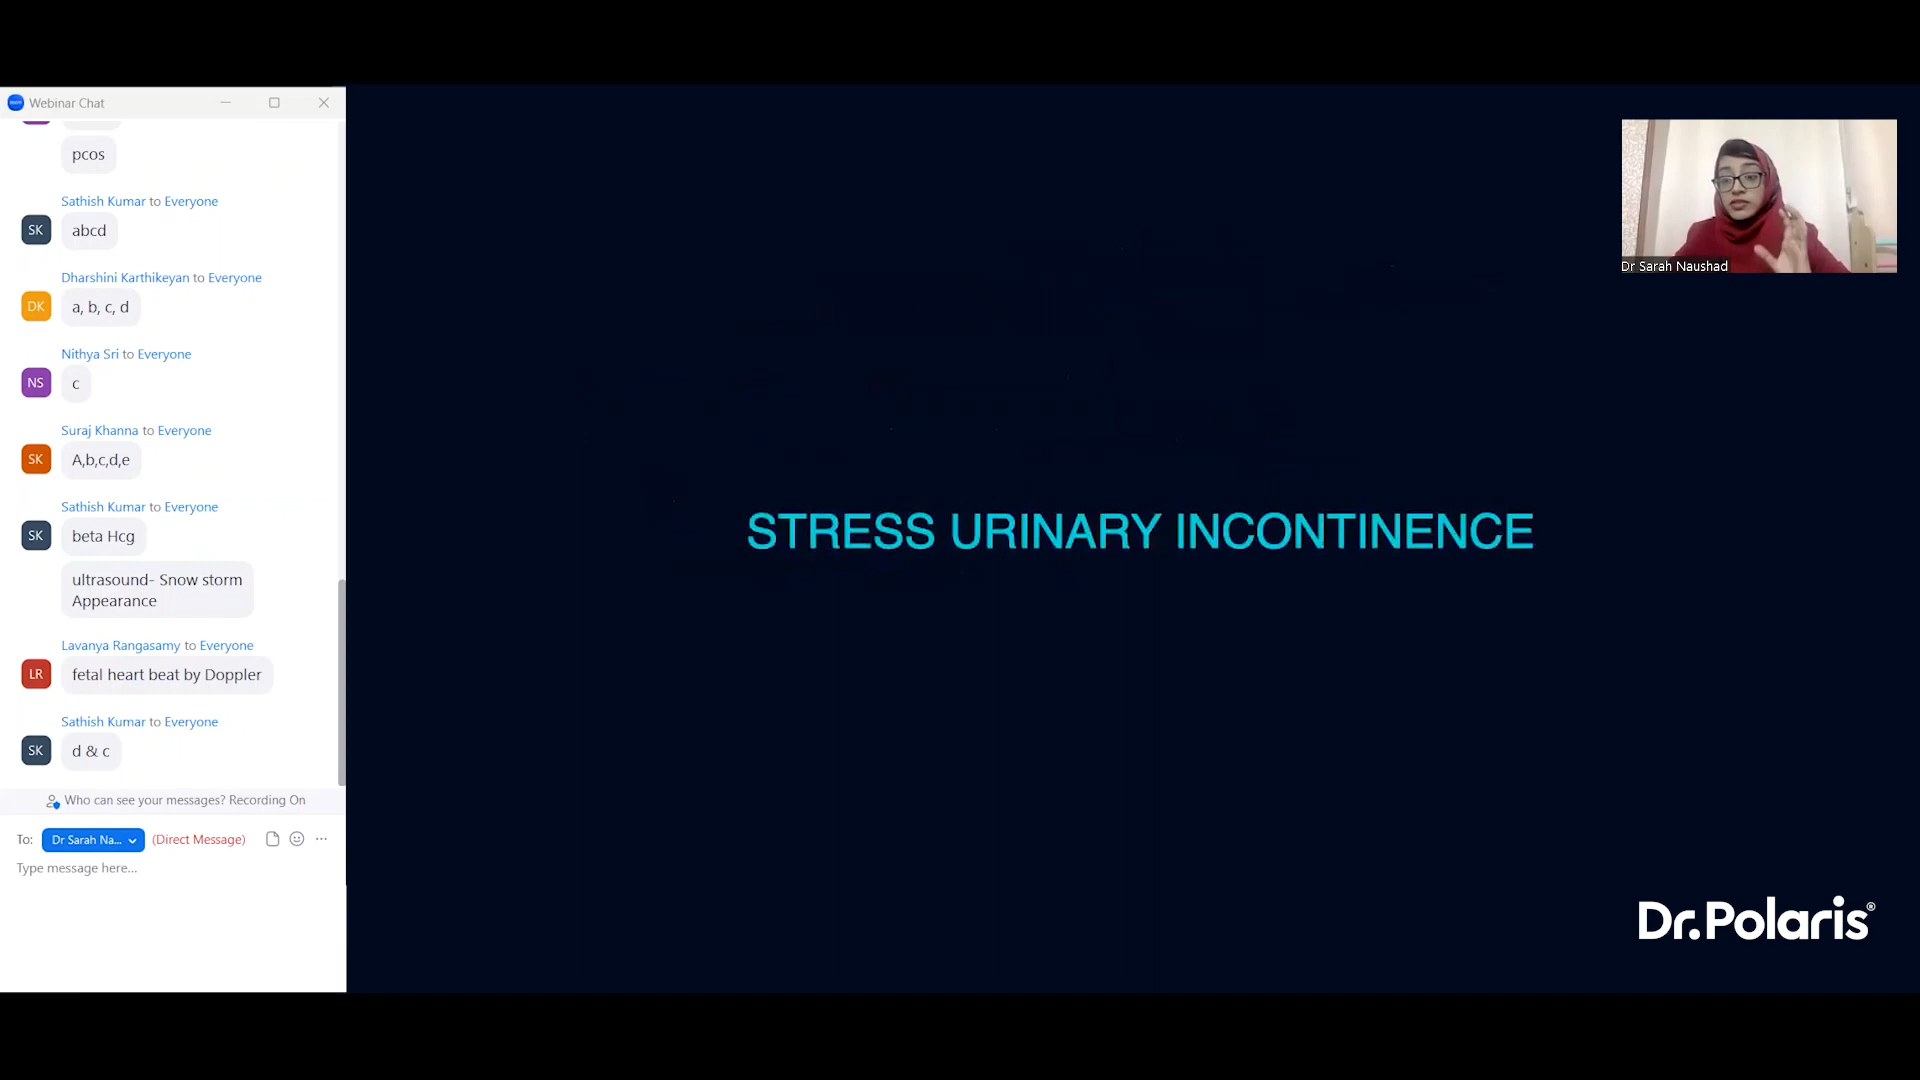 Webinar Chat
pcos
Sathish Kumar to Everyone
SK
abcd
Dharshini Karthikeyan to Everyone
DK
a, b, c, d
Nithya Sri to Everyone
NS
c
Suraj Khanna to Everyone
SK
A,b,c,d,e
Sathish Kumar to Everyone
SK
beta Hcg
ultrasound- Snow storm
Appearance
Lavanya Rangasamy to Everyone
LR
fetal heart beat by Doppler
Sathish Kumar to Everyone
SK
d & c
Who can see your messages? Recording On
To: Dr Sarah Na... (Direct Message)
Type message here...
STRESS URINARY INCONTINENCE
Dr Sarah Naushad
Dr.Polaris®